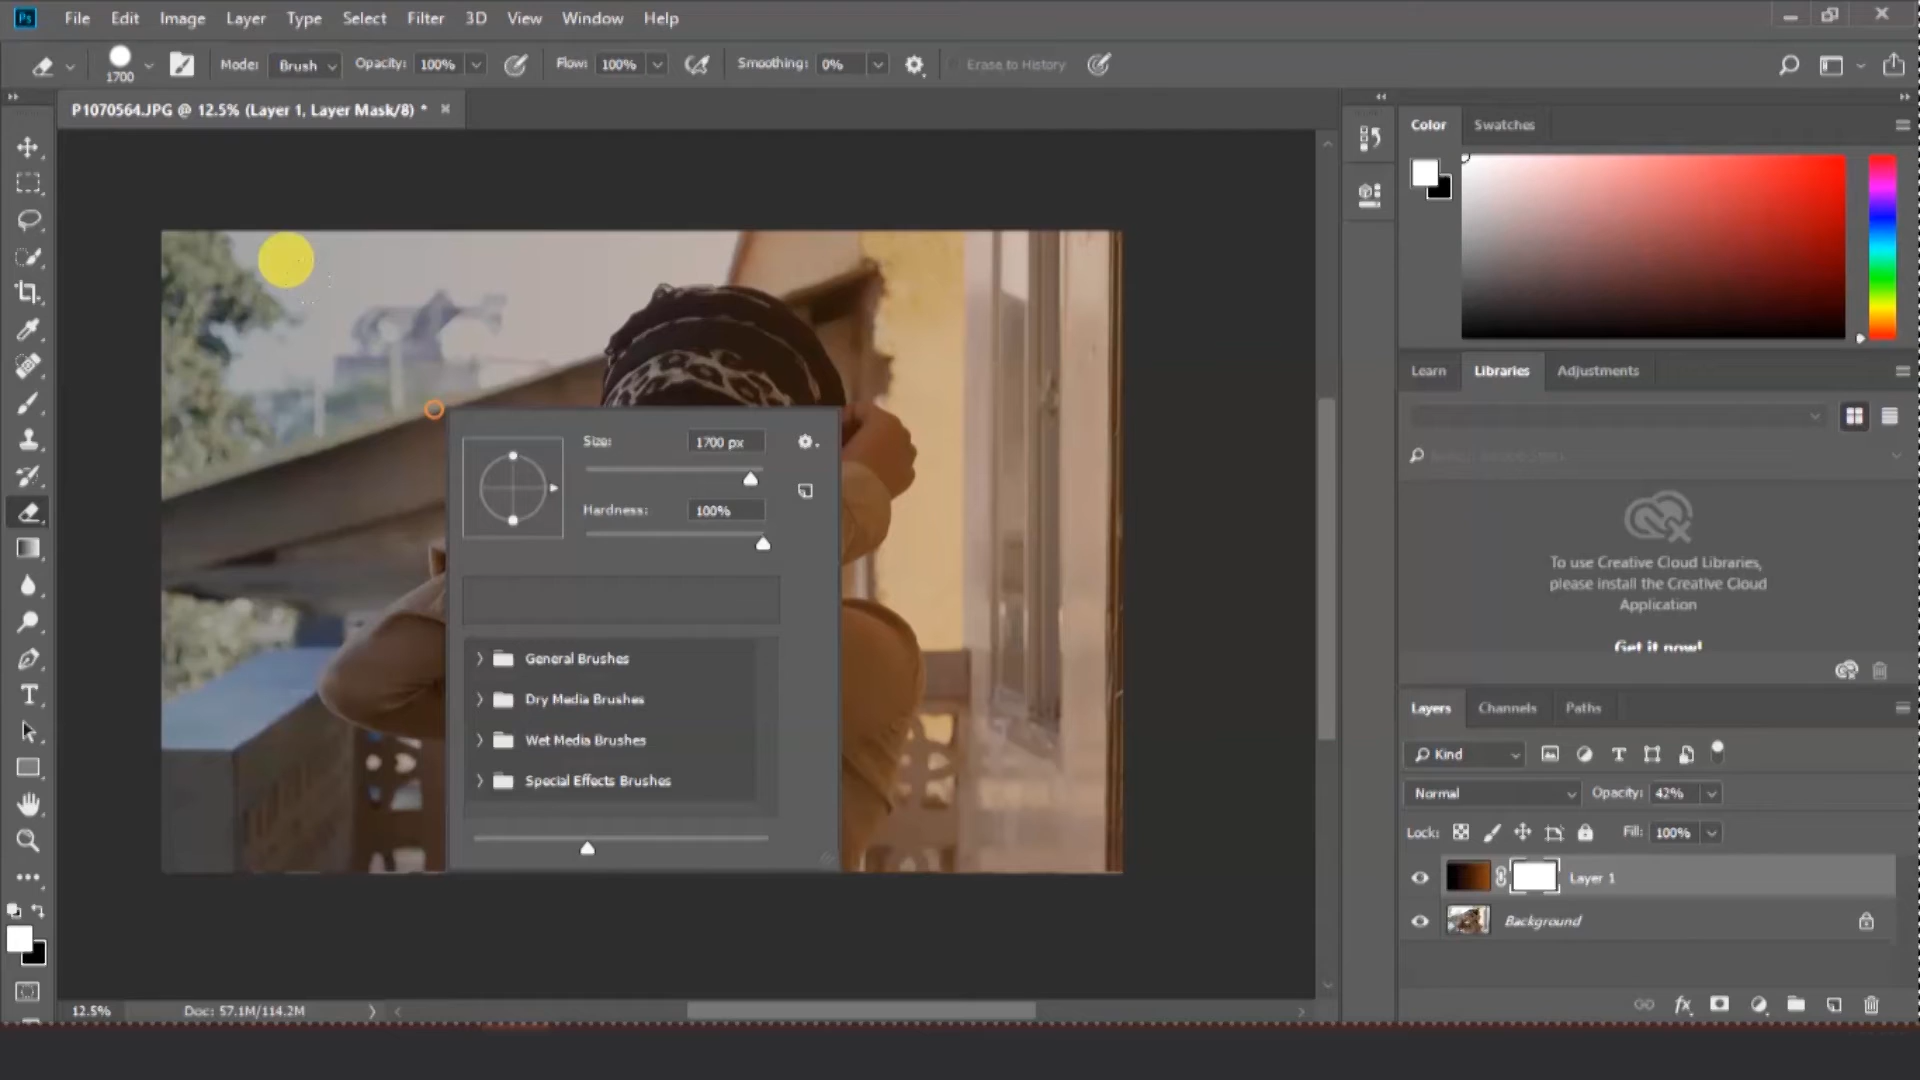 Ps File Edit Image Layer Type Select Filter 3D View Window Help
1700 Mode: Brush Opacity: 100% Flow: 100% Smoothing: 0% Erase to History
P1070564.JPG @ 12.5% (Layer 1, Layer Mask/8) *
Color Swatches
Learn Libraries Adjustments
To use Creative Cloud Libraries,
please install the Creative Cloud
Application
Get it now!
Size: 1700 px
Hardness: 100%
General Brushes
Dry Media Brushes
Wet Media Brushes
Special Effects Brushes
Layers Channels Paths
Kind
Normal Opacity: 42%
Lock: Fill: 100%
Layer 1
Background
12.5% Doc: 57.1M/114.2M